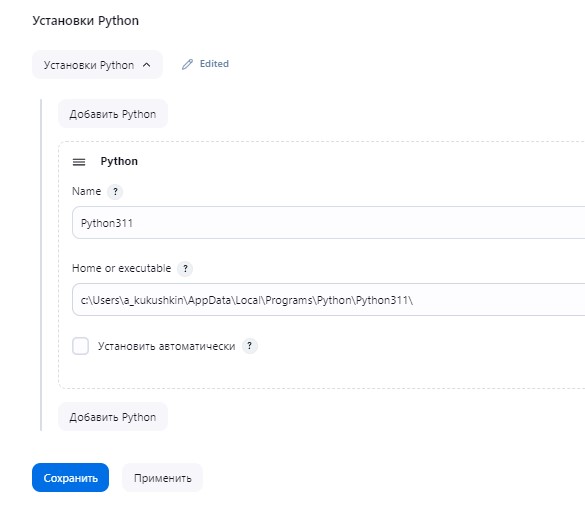 Установки Python
Установки Python
Edited
Добавить Python
Python
Name ?
Python311
Home or executable ?
c:\Users\a_kukushkin\AppData\Local\Programs\Python\Python311\
Установить автоматически ?
Добавить Python
Сохранить
Применить